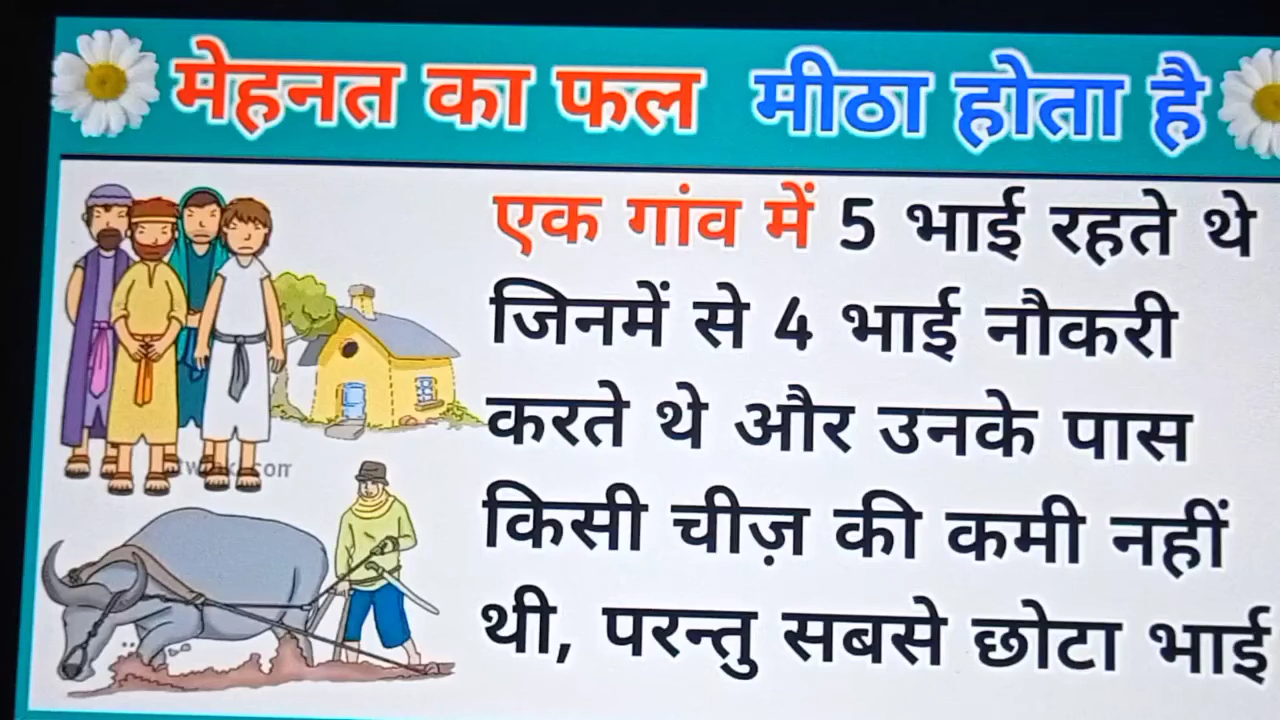 मेहनत का फल मीठा होता है
एक गांव में 5 भाई रहते थे
जिनमें से 4 भाई नौकरी
करते थे और उनके पास
किसी चीज़ की कमी नहीं
थी, परन्तु सबसे छोटा भाई